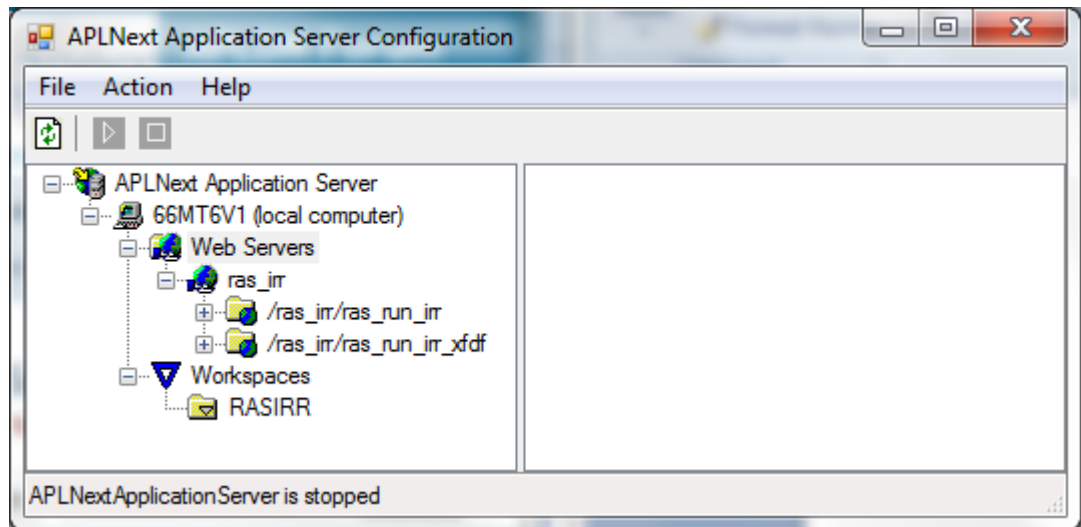 APLNext Application Server Configuration
File Action Help
APLNext Application Server
66MT6V1 (local computer)
Web Servers
ras_irr
/ras_irr/ras_run_irr
/ras_irr/ras_run_irr_xfdf
Workspaces
RASIRR
APLNextApplicationServer is stopped